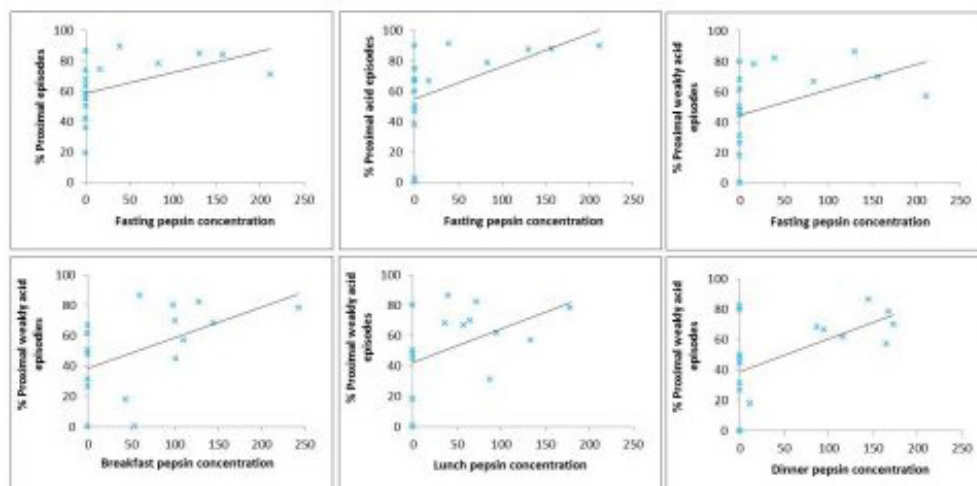 % Proximal episodes
100
80
60
40
20
0
0 50 100 150 200 250
Fasting pepsin concentration
% Proximal acid episodes
100
80
60
40
20
0
0 50 100 150 200 250
Fasting pepsin concentration
% Proximal weakly acid
episodes
100
80
60
40
20
0
0 50 100 150 200 250
Fasting pepsin concentration
% Proximal weakly acid
episodes
100
80
60
40
20
0
0 50 100 150 200 250
Breakfast pepsin concentration
% Proximal weakly acid
episodes
100
80
60
40
20
0
0 50 100 150 200 250
Lunch pepsin concentration
% Proximal weakly acid
episodes
100
80
60
40
20
0
0 50 100 150 200 250
Dinner pepsin concentration